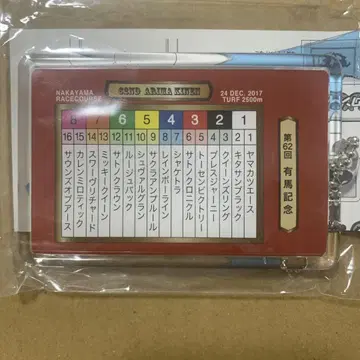 NAKAYAMA
RACECOURSE
62ND ARIMA KINEN
24 DEC. 2017
TURF 2500m
第62回 有馬記念
8 7 6 5 4 3 2 1
16 15 14 13 12 11 10 9 8 7 6 5 4 3 2 1
ヤマカツエース
キタサンブラック
クイーンズリング
ブレスジャーニー
トーセンビクトリー
サトノクロニクル
シャケトラ
レインボーライン
サクラアンプルール
シュヴァルグラン
ルージュバック
サトノクラウン
ミッキークイーン
スワーヴリチャード
カレンミロティック
サウンズオブアース